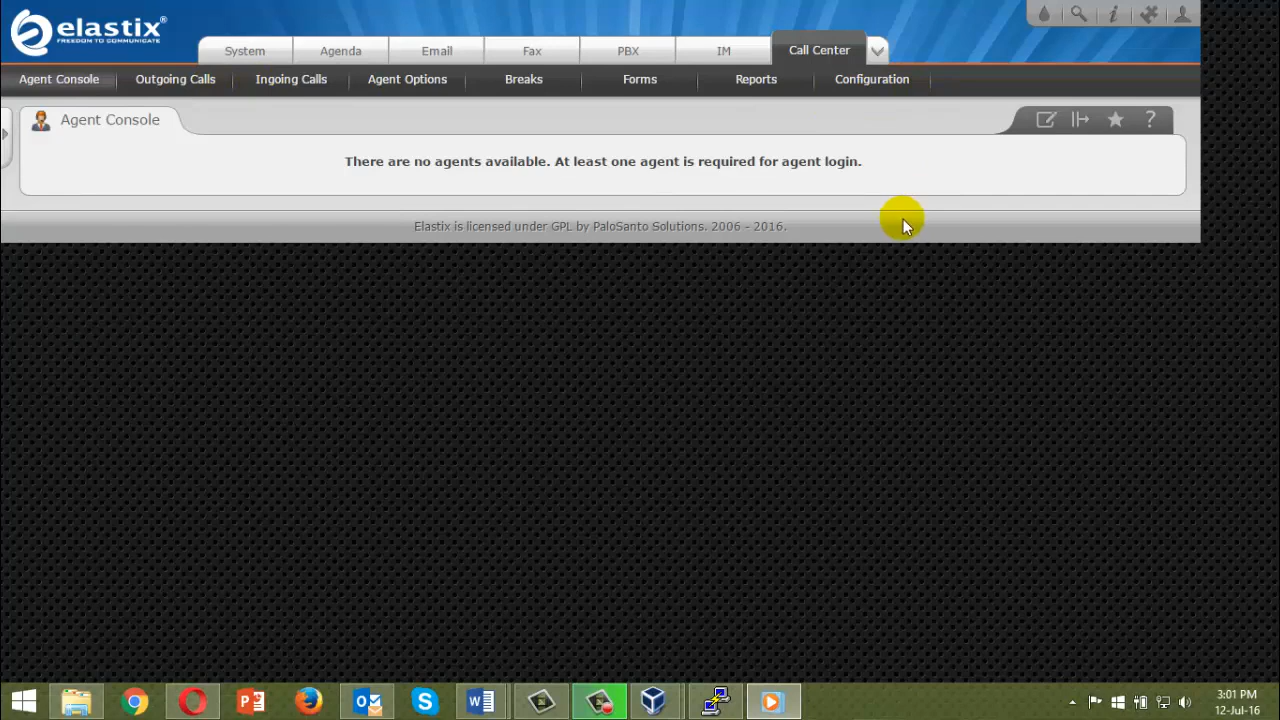 elastix®
FREEDOM TO COMMUNICATE
System Agenda Email Fax PBX IM Call Center
Agent Console Outgoing Calls Ingoing Calls Agent Options Breaks Forms Reports Configuration
Agent Console
There are no agents available. At least one agent is required for agent login.
Elastix is licensed under GPL by PaloSanto Solutions. 2006 - 2016.
3:01 PM
12-Jul-16